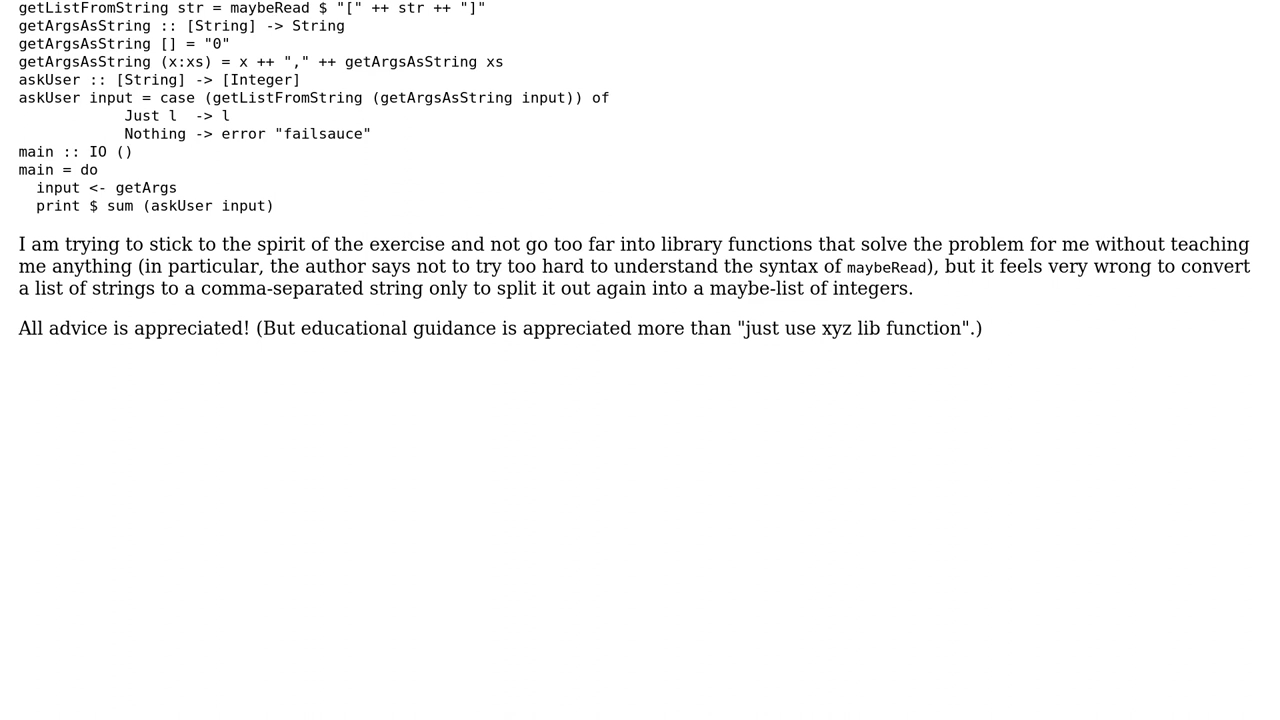 getListFromString str = maybeRead $ "[" ++ str ++ "]"
getArgsAsString :: [String] -> String
getArgsAsString [] = "0"
getArgsAsString (x:xs) = x ++ "," ++ getArgsAsString xs
askUser :: [String] -> [Integer]
askUser input = case (getListFromString (getArgsAsString input)) of
            Just l  -> l
            Nothing -> error "failsauce"
main :: IO ()
main = do
  input <- getArgs
  print $ sum (askUser input)
I am trying to stick to the spirit of the exercise and not go too far into library functions that solve the problem for me without teaching
me anything (in particular, the author says not to try too hard to understand the syntax of maybeRead), but it feels very wrong to convert
a list of strings to a comma-separated string only to split it out again into a maybe-list of integers.
All advice is appreciated! (But educational guidance is appreciated more than "just use xyz lib function".)